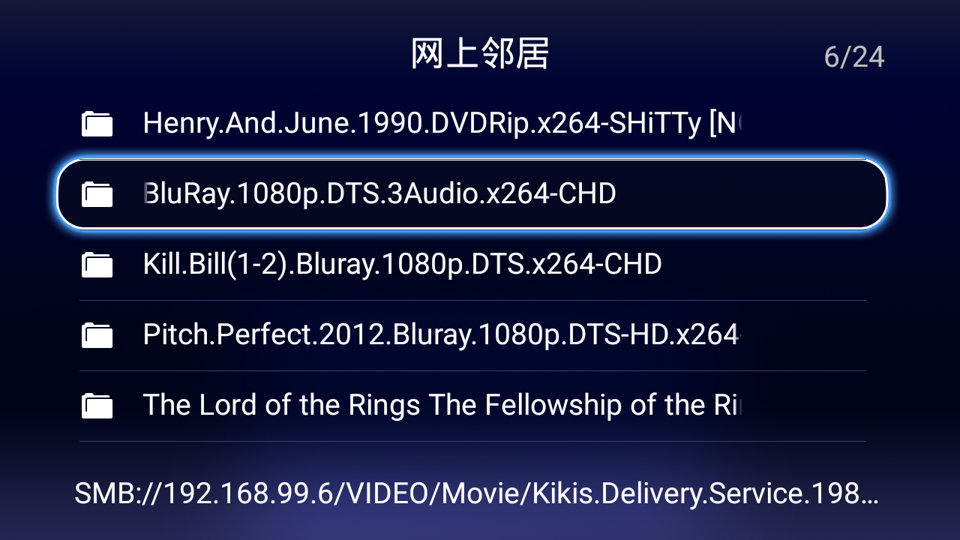 网上邻居
6/24
Henry.And.June.1990.DVDRip.x264-SHiTTy [N
BluRay.1080p.DTS.3Audio.x264-CHD
Kill.Bill(1-2).Bluray.1080p.DTS.x264-CHD
Pitch.Perfect.2012.Bluray.1080p.DTS-HD.x264-
The Lord of the Rings The Fellowship of the Ri
SMB://192.168.99.6/VIDEO/Movie/Kikis.Delivery.Service.198...